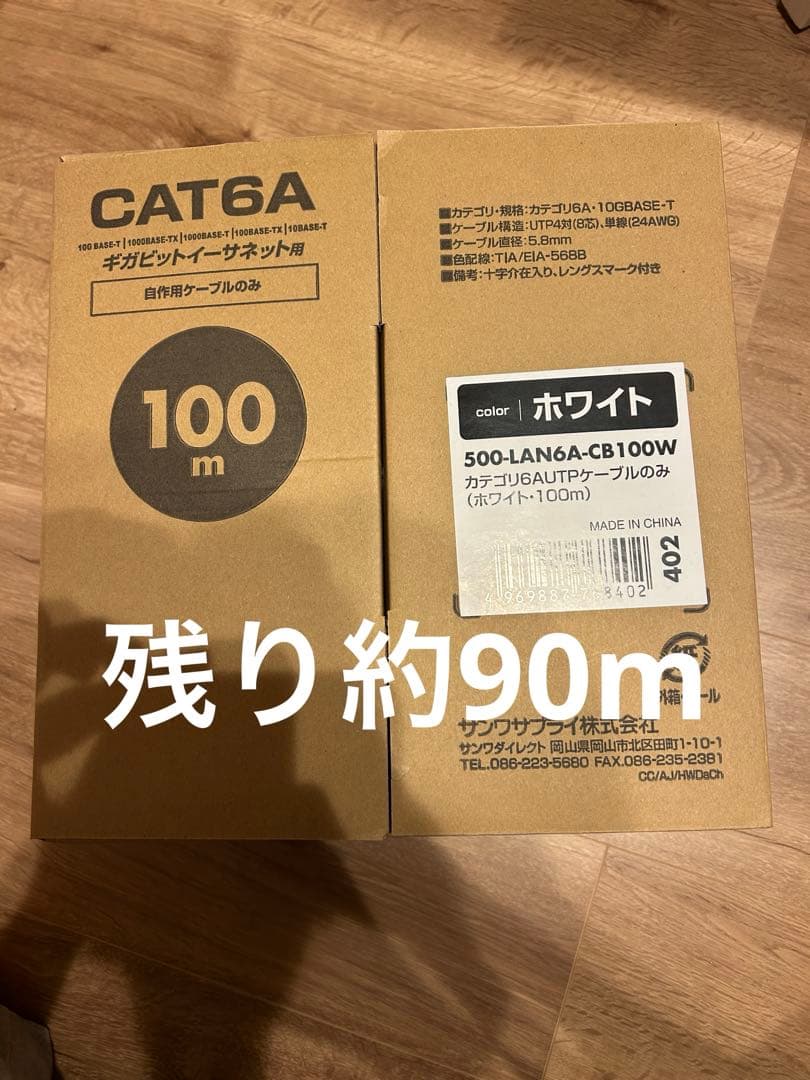 CAT6A
10G BASE-T | 1000BASE-TX | 1000BASE-T | 100BASE-TX | 10BASE-T
ギガビットイーサネット用
自作用ケーブルのみ
100
m
■カテゴリ・規格:カテゴリ6A・10GBASE-T
■ケーブル構造:UTP4対(8芯)、単線(24AWG)
■ケーブル直径:5.8mm
■色配線:TIA/EIA-568B
■備考:十字介在入り、レングスマーク付き
color | ホワイト
500-LAN6A-CB100W
カテゴリ6AUTPケーブルのみ
(ホワイト・100m)
MADE IN CHINA
402
残り約90m
紙
サンワサプライ株式会社
サンワダイレクト 岡山県岡山市北区田町1-10-1
TEL.086-223-5680 FAX.086-235-2381
CC/AJ/HWDaCh